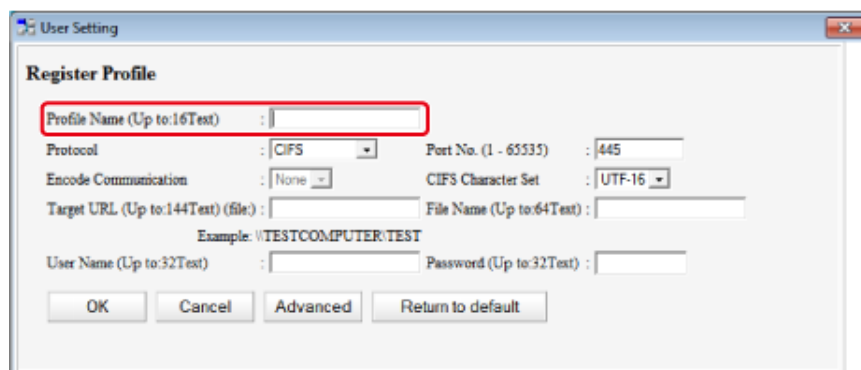 User Setting
Register Profile
Profile Name (Up to:16Text) :
Protocol : CIFS Port No. (1 - 65535) : 445
Encode Communication : None CIFS Character Set : UTF-16
Target URL (Up to:144Text) (file:) : File Name (Up to:64Text) :
Example: \\TESTCOMPUTER\TEST
User Name (Up to:32Text) : Password (Up to:32Text) :
OK Cancel Advanced Return to default